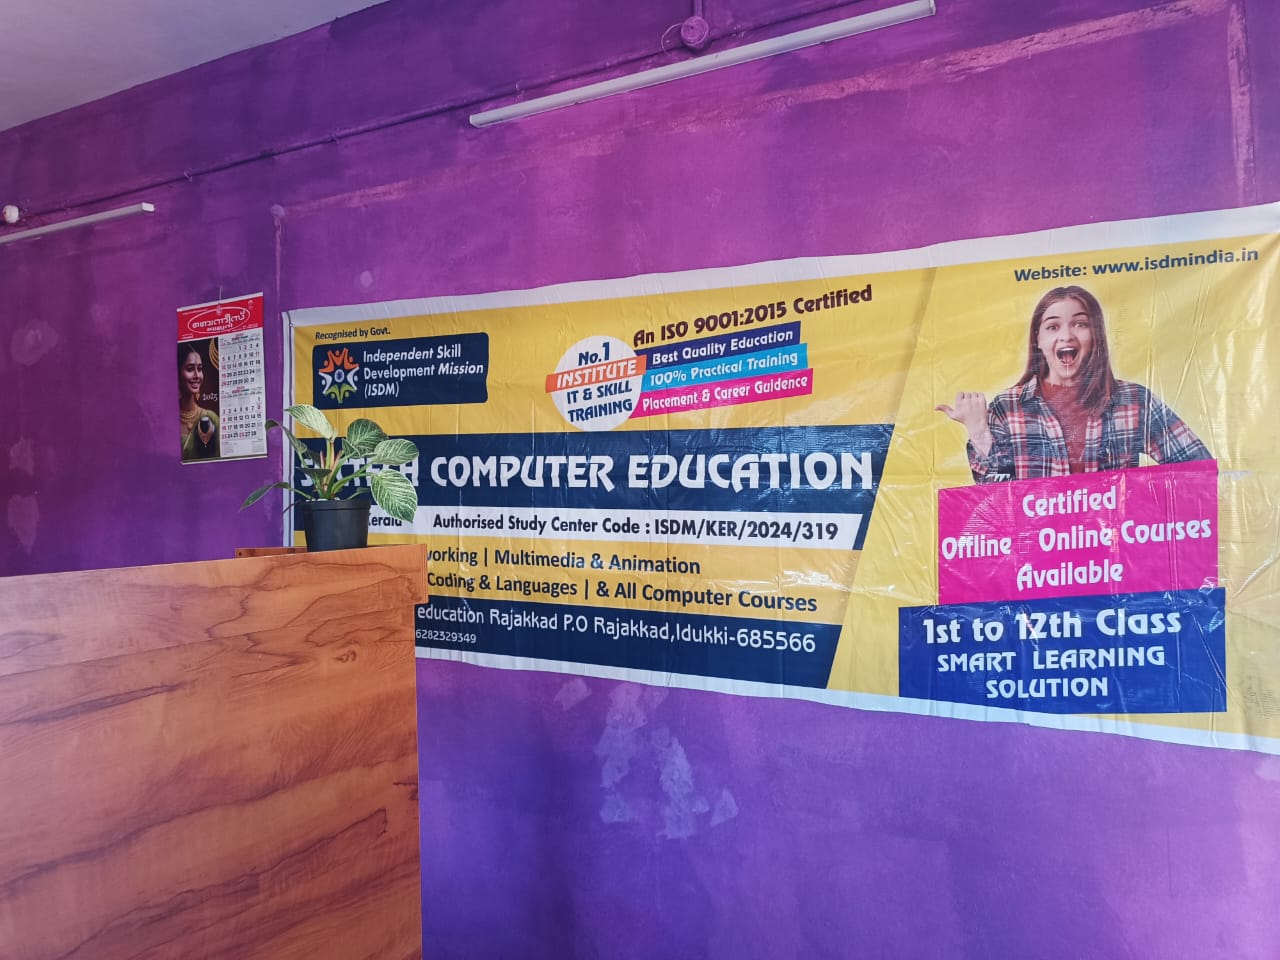 ബെന്നീസ്
2025
Recognised by Govt.
Independent Skill
Development Mission
(ISDM)
No.1
INSTITUTE
IT & SKILL
TRAINING
An ISO 9001:2015 Certified
Best Quality Education
100% Practical Training
Placement & Career Guidence
COMPUTER EDUCATION
Kerala Authorised Study Center Code : ISDM/KER/2024/319
working | Multimedia & Animation
Coding & Languages | & All Computer Courses
education Rajakkad P.O Rajakkad,Idukki-685566
6282329349
Website: www.isdmindia.in
Certified
Offline Online Courses
Available
1st to 12th Class
SMART LEARNING
SOLUTION